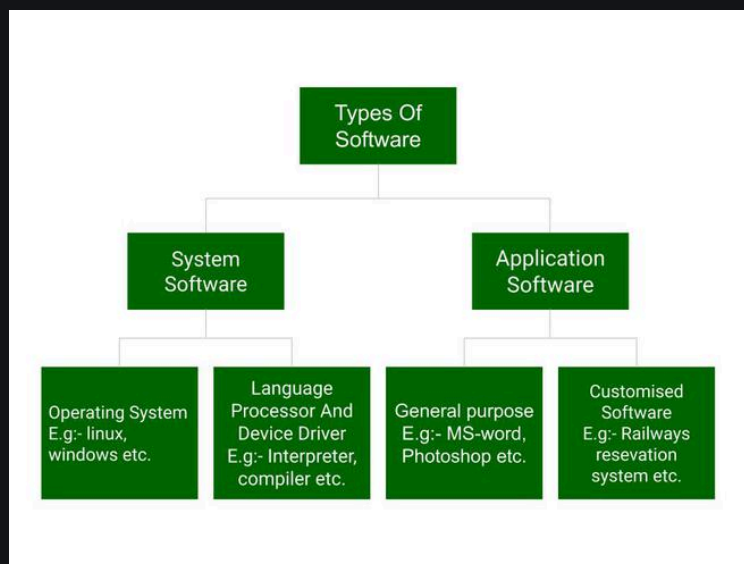 Types Of
Software
System
Software
Application
Software
Operating System
E.g:- linux,
windows etc.
Language
Processor And
Device Driver
E.g:- Interpreter,
compiler etc.
General purpose
E.g:- MS-word,
Photoshop etc.
Customised
Software
E.g:- Railways
resevation
system etc.